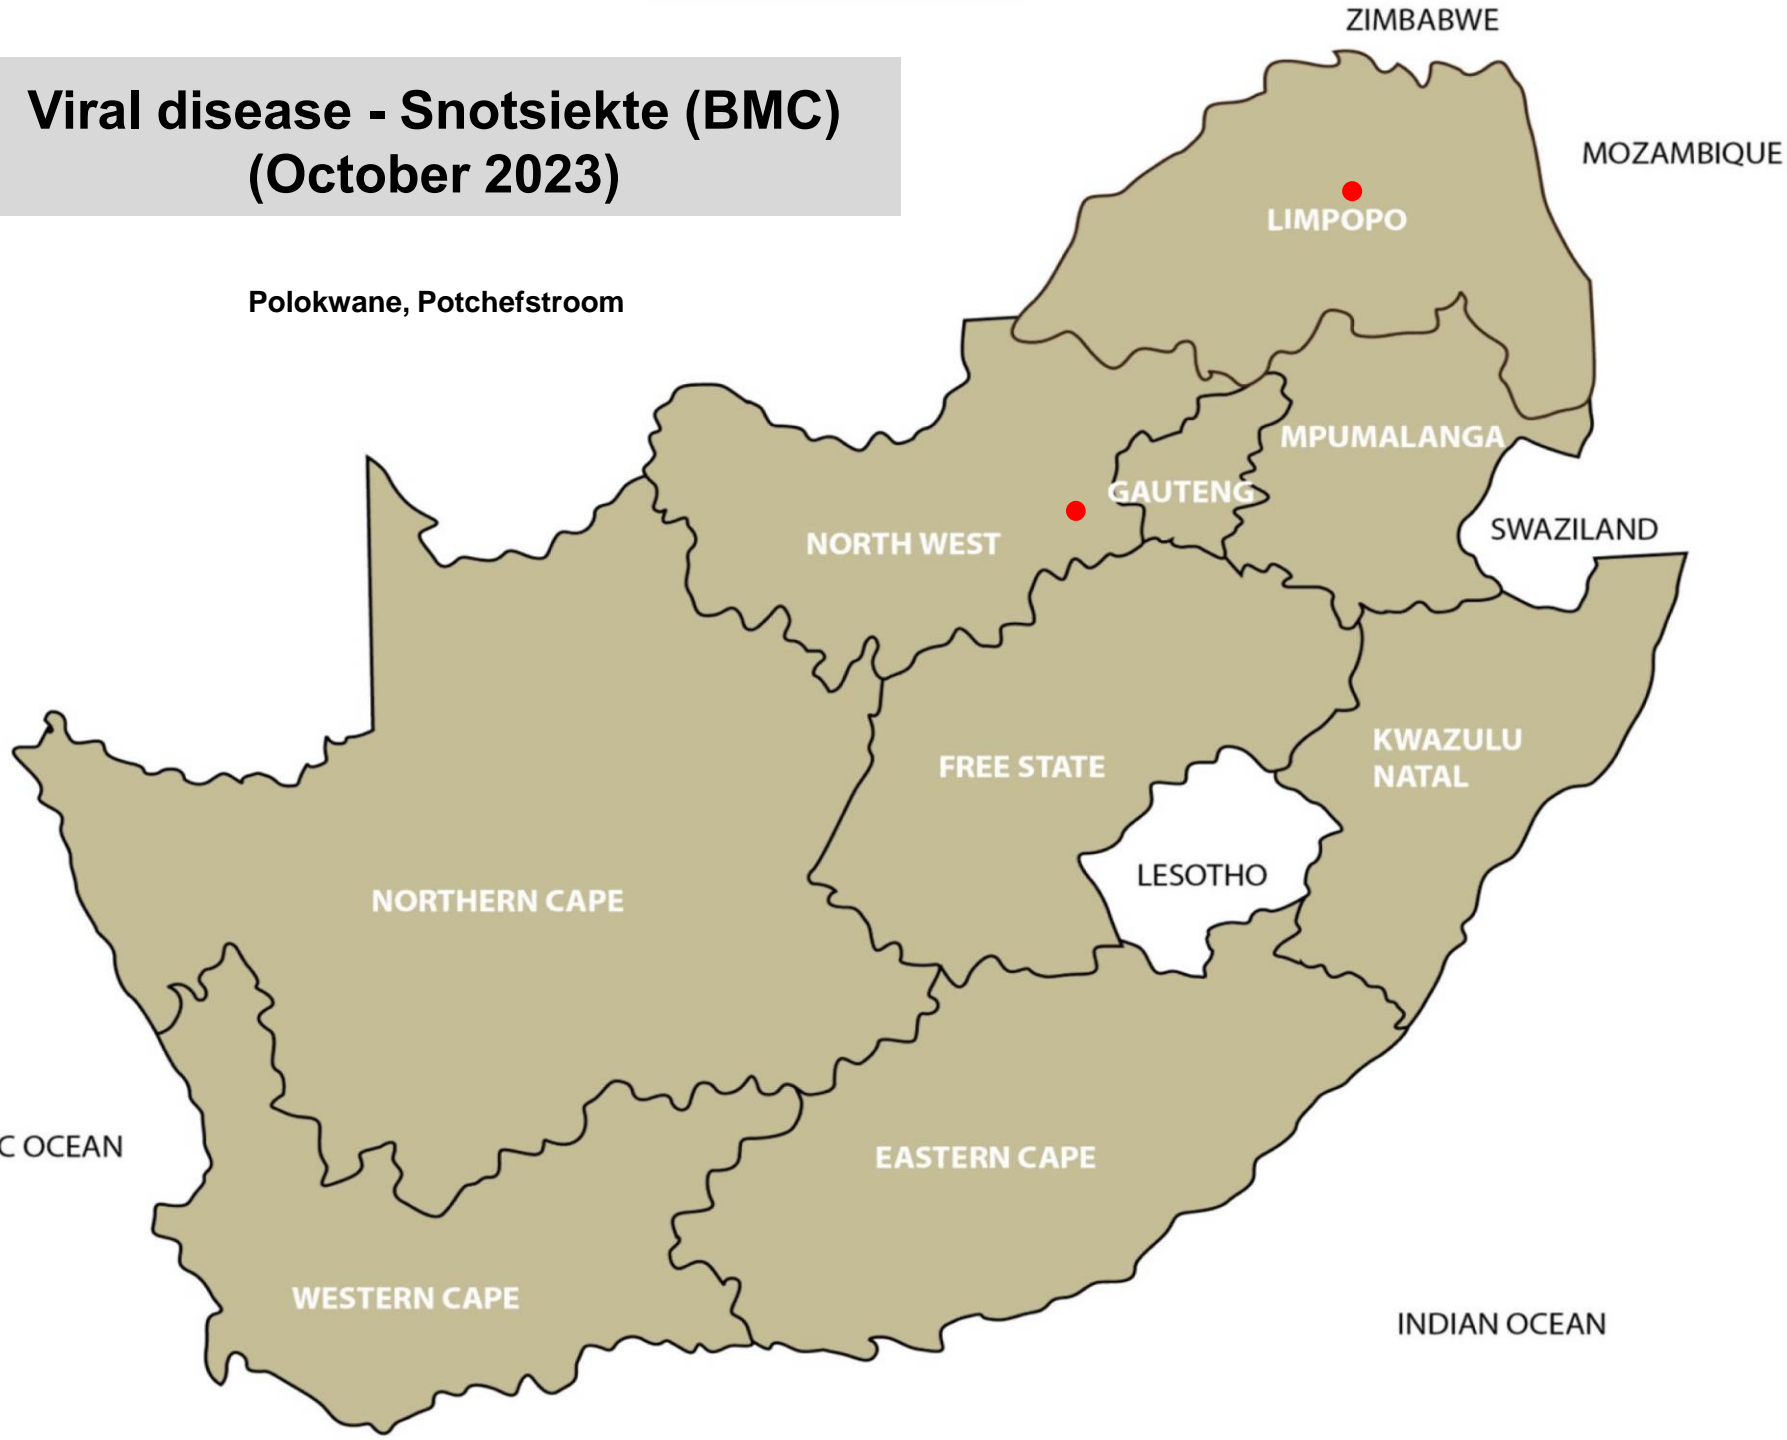 ZIMBABWE
Viral disease - Snotsiekte (BMC)
(October 2023)
MOZAMBIQUE
LIMPOPO
Polokwane, Potchefstroom
MPUMALANGA
GAUTENG
NORTH WEST
SWAZILAND
FREE STATE
KWAZULU
NATAL
LESOTHO
NORTHERN CAPE
C OCEAN
EASTERN CAPE
WESTERN CAPE
INDIAN OCEAN